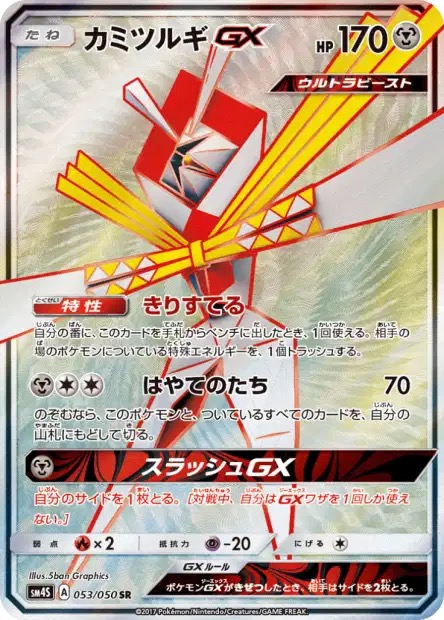 たね カミツルギGX HP 170
ウルトラビースト
特性 きりすてる
自分の番に、このカードを手札からベンチに出したとき、1回使える。相手の
場のポケモンについている特殊エネルギーを、1個トラッシュする。
はやてのたち 70
のぞむなら、このポケモンと、ついているすべてのカードを、自分の
山札にもどして切る。
スラッシュGX
自分のサイドを1枚とる。[対戦中、自分はGXワザを1回しか使え
ない。]
弱点 ×2 抵抗力 -20 にげる
GXルール
Illus.5ban Graphics
ポケモンGXがきぜつしたとき、相手はサイドを2枚とる。
SM4S A 053/050 SR
©2017 Pokémon/Nintendo/Creatures/GAME FREAK.